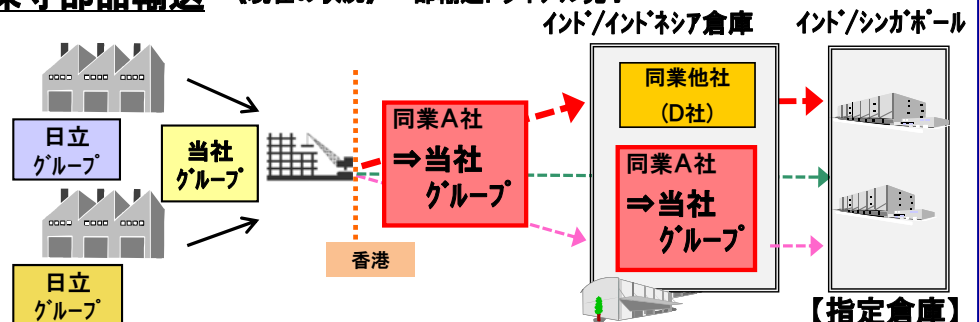 インド/インドネシア倉庫
インド/シンガポール
日立
グループ
当社
グループ
日立
グループ
香港
同業A社
⇒当社
グループ
同業他社
(D社)
同業A社
⇒当社
グループ
【指定倉庫】